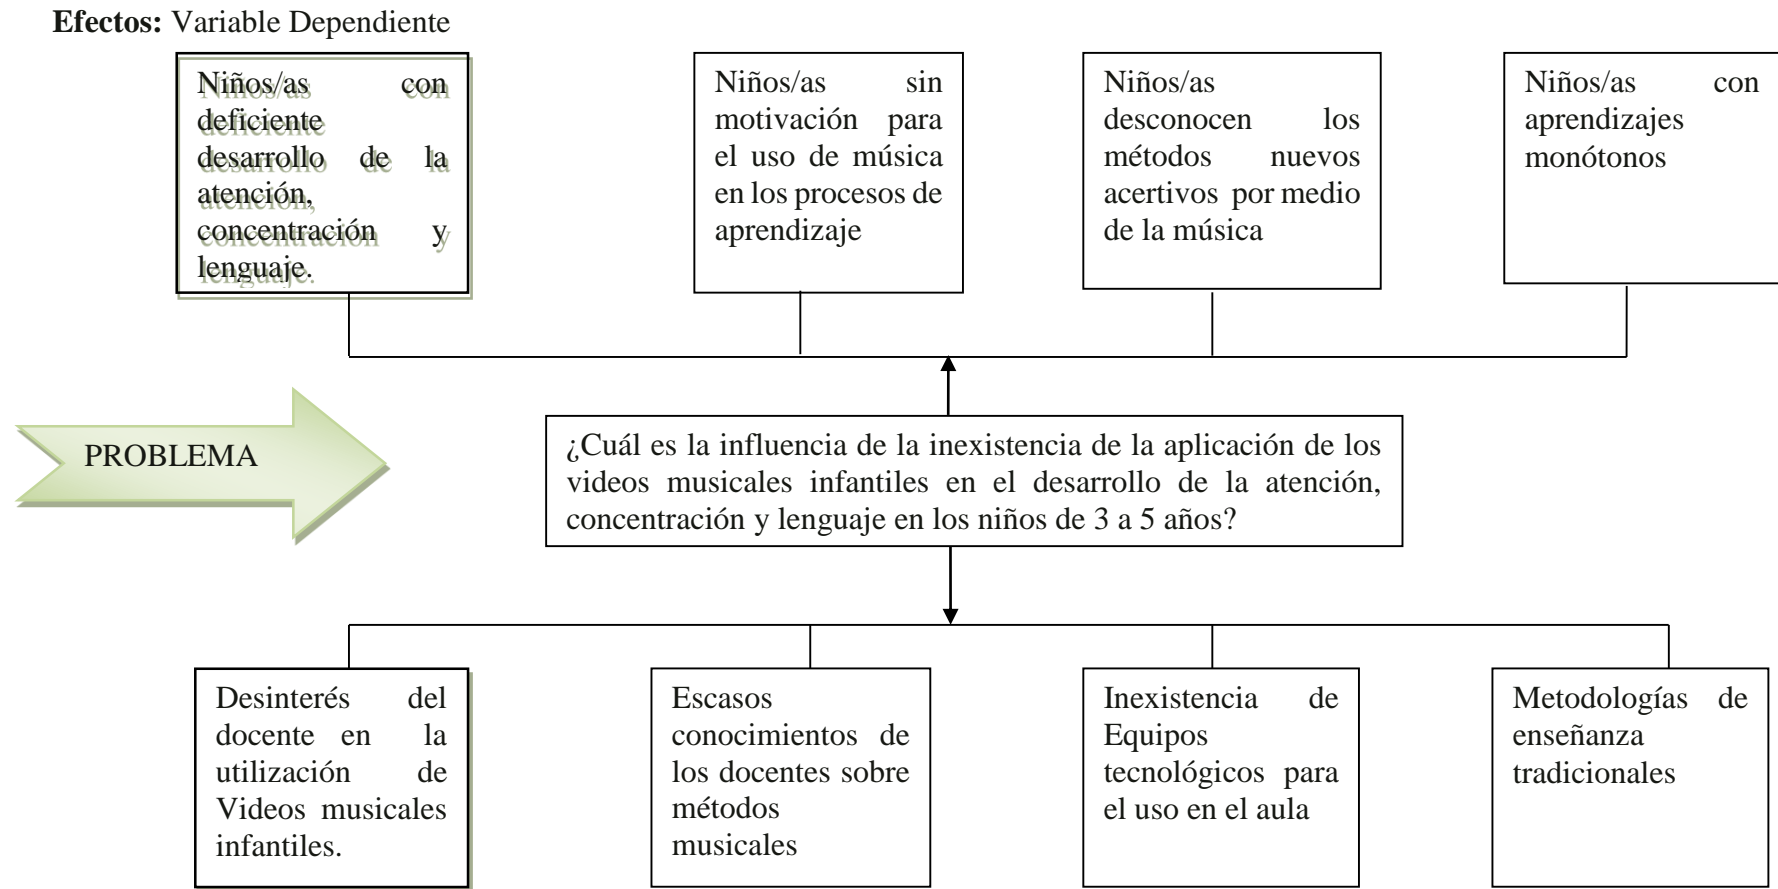 Efectos: Variable Dependiente
Niños/as con
deficiente
desarrollo de la
atención,
concentración y
lenguaje.
Niños/as sin
motivación para
el uso de música
en los procesos de
aprendizaje
Niños/as
desconocen los
métodos nuevos
acertivos por medio
de la música
Niños/as con
aprendizajes
monótonos
PROBLEMA
¿Cuál es la influencia de la inexistencia de la aplicación de los
videos musicales infantiles en el desarrollo de la atención,
concentración y lenguaje en los niños de 3 a 5 años?
Desinterés del
docente en la
utilización de
Videos musicales
infantiles.
Escasos
conocimientos de
los docentes sobre
métodos
musicales
Inexistencia de
Equipos
tecnológicos para
el uso en el aula
Metodologías de
enseñanza
tradicionales